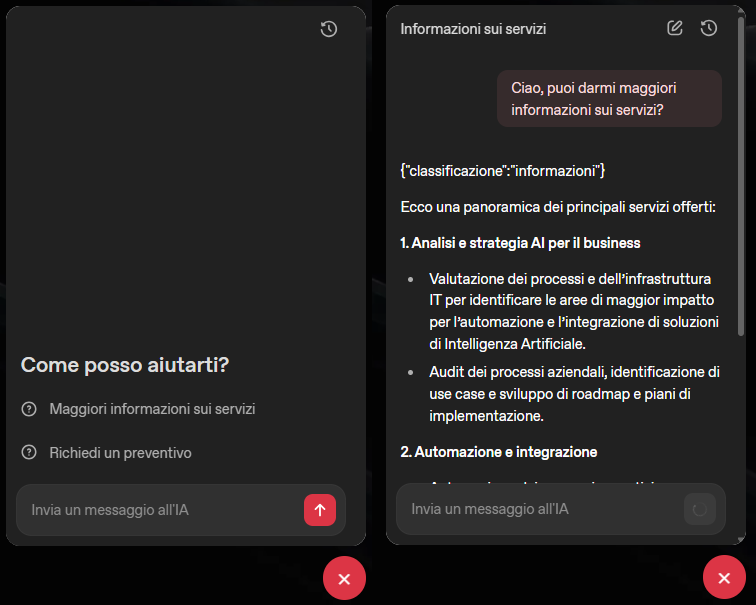 Come posso aiutarti?
Maggiori informazioni sui servizi
Richiedi un preventivo
Invia un messaggio all'IA
Informazioni sui servizi
Ciao, puoi darmi maggiori
informazioni sui servizi?
{"classificazione":"informazioni"}
Ecco una panoramica dei principali servizi offerti:
1. Analisi e strategia AI per il business
Valutazione dei processi e dell’infrastruttura
IT per identificare le aree di maggior impatto
per l’automazione e l’integrazione di soluzioni
di Intelligenza Artificiale.
Audit dei processi aziendali, identificazione di
use case e sviluppo di roadmap e piani di
implementazione.
2. Automazione e integrazione
Invia un messaggio all'IA